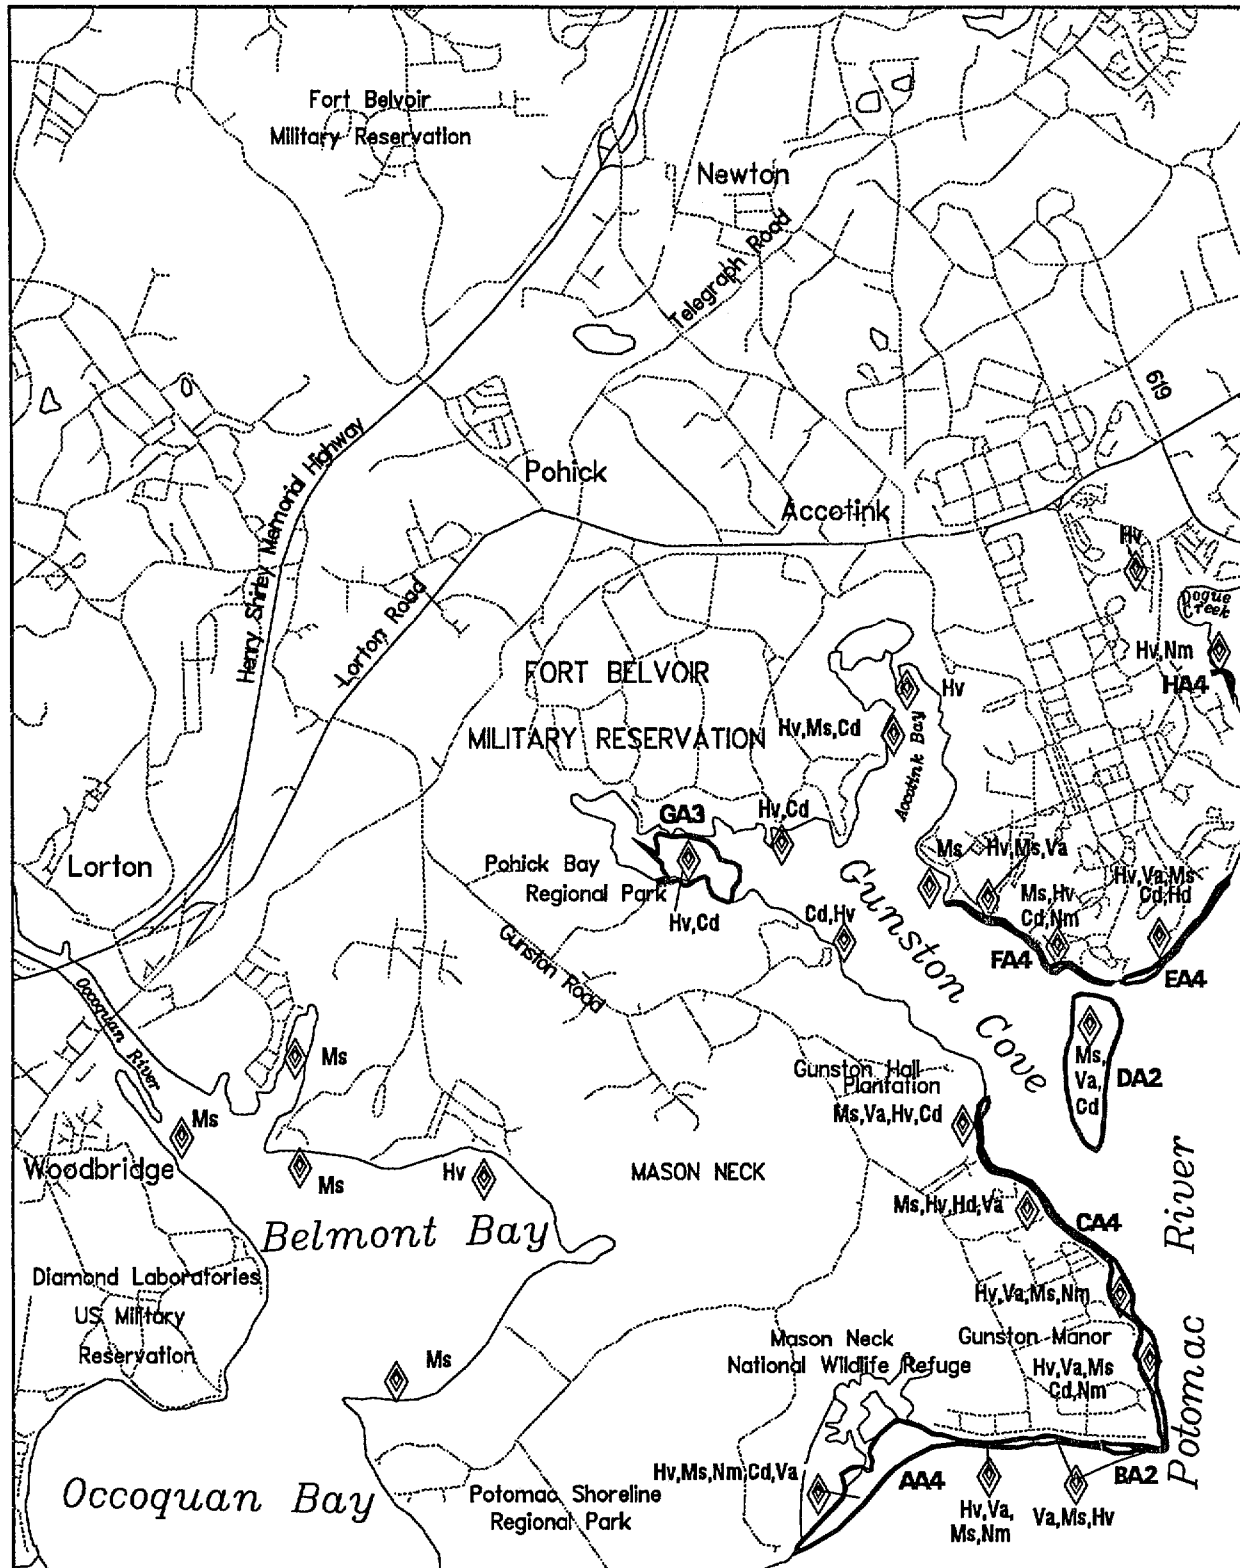 Fort Belvoir
Military Reservation
Newton
Telegraph Road
619
Henry Shirley Memorial Highway
Pohick
Accotink
Hv
Dogue
Creek
Lorton Road
Hv,Nm
HA4
FORT BELVOIR
MILITARY RESERVATION
Hv
Hv,Ms,Cd
Accotink Bay
GA3
Hv,Cd
Lorton
Pohick Bay
Regional Park
Hv,Cd
Gunston Cove
Ms
Hv,Ms,Va
Hv,Va,Ms
Cd,Hd
Ms,Hv
Cd,Nm
Cd,Hv
Gunston Road
FA4
EA4
Occoquan River
Ms
Ms
Gunston Hall
Plantation
Ms,Va,Hv,Cd
Ms,
Va,
Cd
DA2
Woodbridge
Ms
Hv
MASON NECK
Ms,Hv,Hd,Va
CA4
Potomac River
Belmont Bay
Diamond Laboratories
US Military
Reservation
Hv,Va,Ms,Nm
Mason Neck
National Wildlife Refuge
Gunston Manor
Hv,Va,Ms
Cd,Nm
Ms
Occoquan Bay
Potomac Shoreline
Regional Park
Hv,Ms,Nm,Cd,Va
AA4
BA2
Hv,Va,
Ms,Nm
Va,Ms,Hv